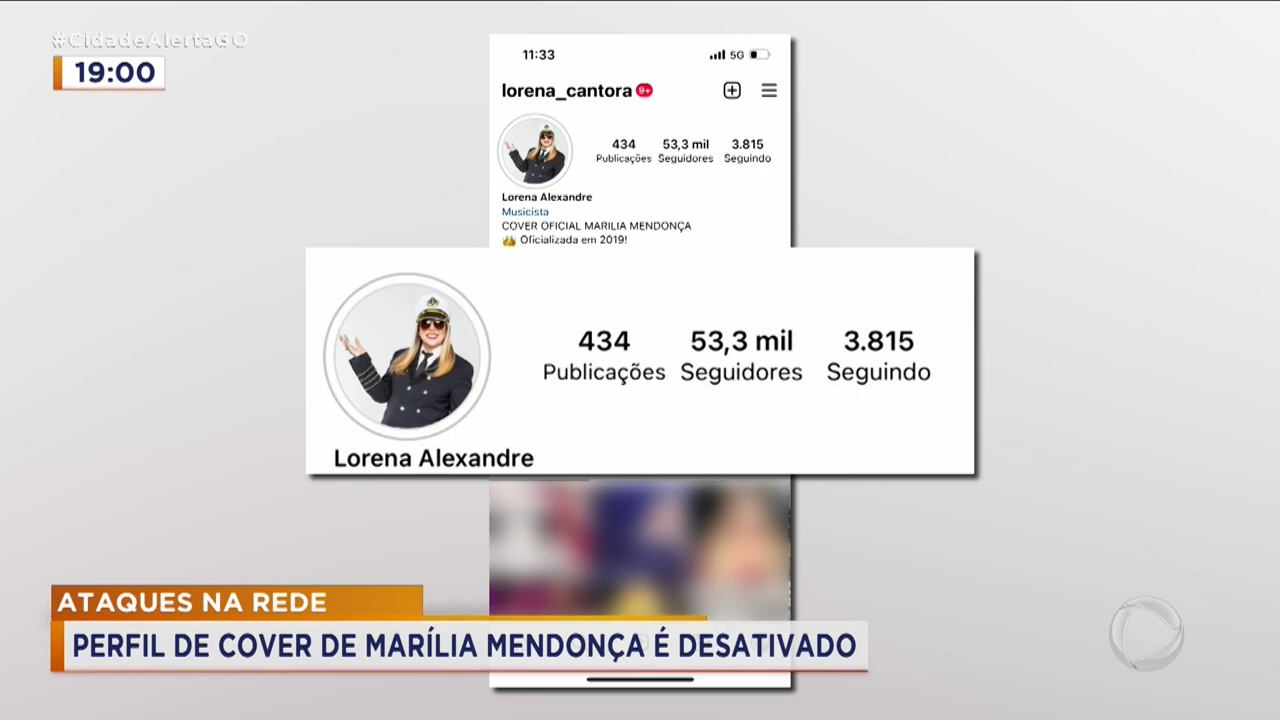 #CidadeAlertaGO
19:00
11:33
5G
lorena_cantora 9+
434 53,3 mil 3.815
Publicações Seguidores Seguindo
Lorena Alexandre
Musicista
COVER OFICIAL MARILIA MENDONÇA
👑 Oficializada em 2019!
434 53,3 mil 3.815
Publicações Seguidores Seguindo
Lorena Alexandre
ATAQUES NA REDE
PERFIL DE COVER DE MARÍLIA MENDONÇA É DESATIVADO